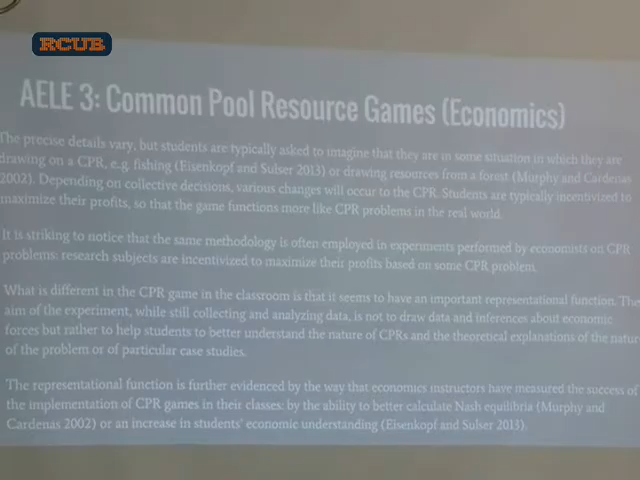 RCUB
AELE 3: Common Pool Resource Games (Economics)
The precise details vary, but students are typically asked to imagine that they are in some situation in which they are
drawing on a CPR, e.g. fishing (Eisenkopf and Sulser 2013) or drawing resources from a forest (Murphy and Cardenas
2002). Depending on collective decisions, various changes will occur to the CPR. Students are typically incentivized to
maximize their profits, so that the game functions more like CPR problems in the real world.
It is striking to notice that the same methodology is often employed in experiments performed by economists on CPR
problems: research subjects are incentivized to maximize their profits based on some CPR problem.
What is different in the CPR game in the classroom is that it seems to have an important representational function. The
aim of the experiment, while still collecting and analyzing data, is not to draw data and inferences about economic
forces but rather to help students to better understand the nature of CPRs and the theoretical explanations of the natur
of the problem or of particular case studies.
The representational function is further evidenced by the way that economics instructors have measured the success of
the implementation of CPR games in their classes: by the ability to better calculate Nash equilibria (Murphy and
Cardenas 2002) or an increase in students' economic understanding (Eisenkopf and Sulser 2013).